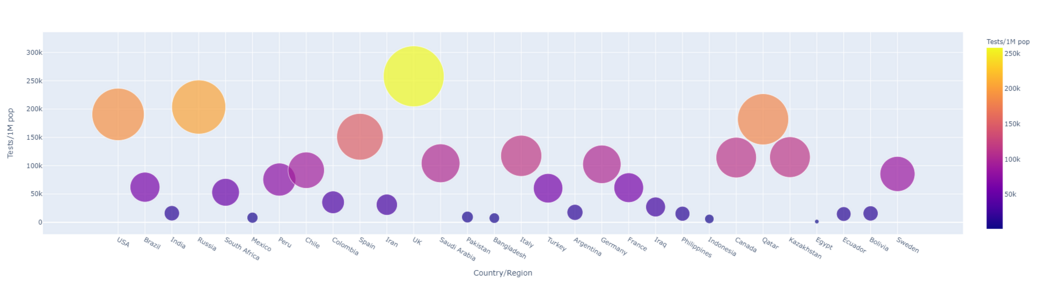 Tests/1M pop
300k
250k
200k
150k
100k
50k
0
Tests/1M pop
250k
200k
150k
100k
50k
USA
Brazil
India
Russia
South Africa
Mexico
Peru
Chile
Colombia
Spain
Iran
UK
Saudi Arabia
Pakistan
Bangladesh
Italy
Turkey
Argentina
Germany
France
Iraq
Philippines
Indonesia
Canada
Qatar
Kazakhstan
Egypt
Ecuador
Bolivia
Sweden
Country/Region